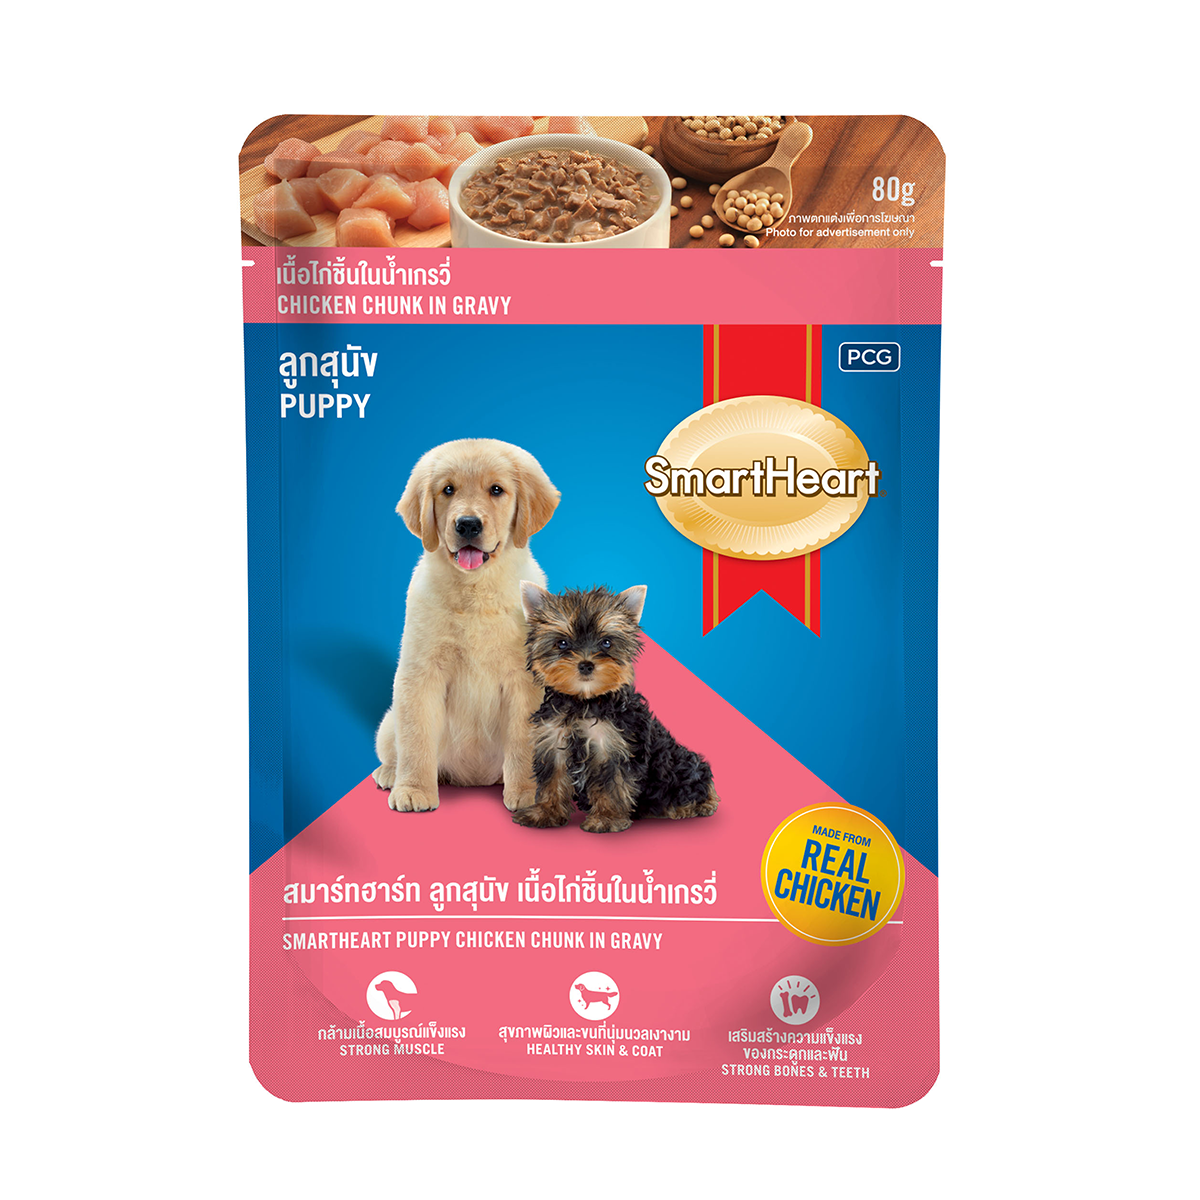 80g
ภาพตกแต่งเพื่อการโฆษณา
Photo for advertisement only
เนื้อไก่ชิ้นในน้ำเกรวี่
CHICKEN CHUNK IN GRAVY
ลูกสุนัข
PUPPY
PCG
SmartHeart
MADE FROM
REAL
CHICKEN
สมาร์ทฮาร์ท ลูกสุนัข เนื้อไก่ชิ้นในน้ำเกรวี่
SMARTHEART PUPPY CHICKEN CHUNK IN GRAVY
กล้ามเนื้อสมบูรณ์แข็งแรง
STRONG MUSCLE
สุขภาพผิวและขนที่นุ่มนวลเงางาม
HEALTHY SKIN & COAT
เสริมสร้างความแข็งแรง
ของกระดูกและฟัน
STRONG BONES & TEETH